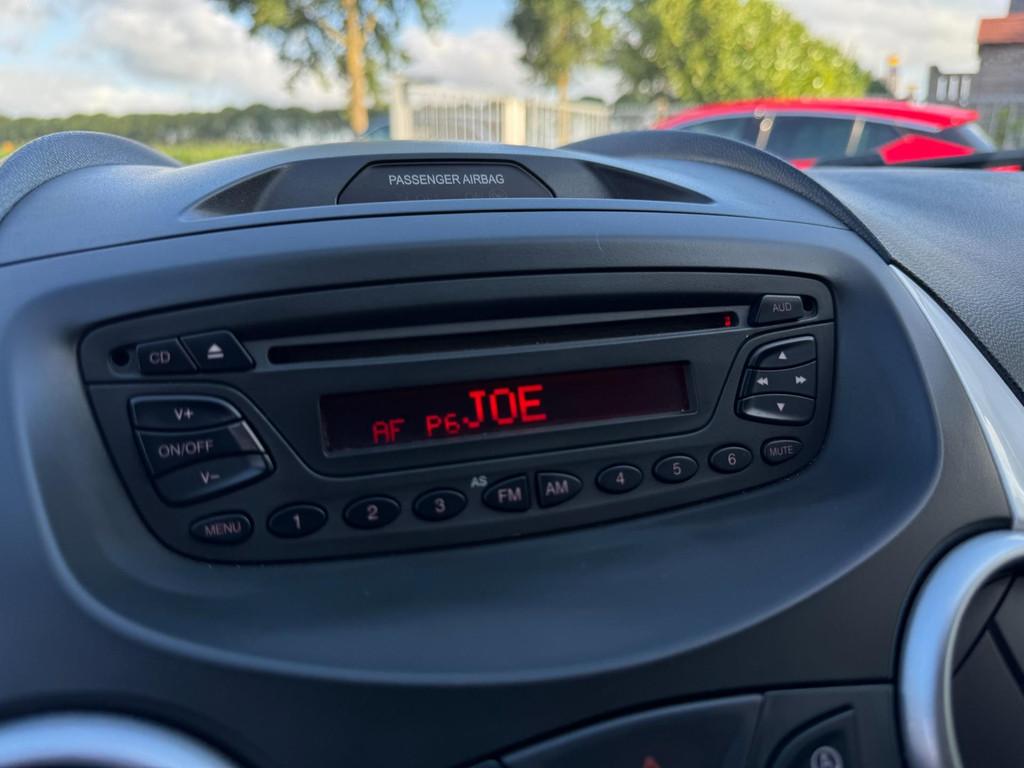 PASSENGER AIRBAG
AUD
CD
V+
ON/OFF
V–
AF P6 JOE
MENU
1
2
3
AS
FM
AM
4
5
6
MUTE